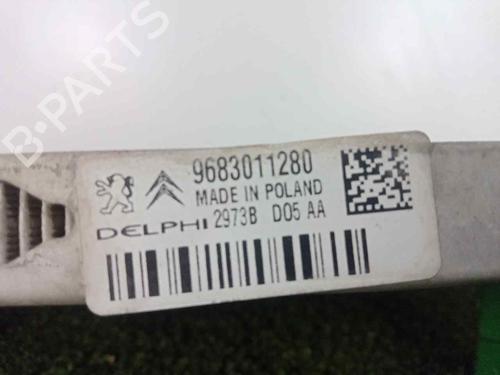 B-PARTS
9683011280
MADE IN POLAND
DELPHI 2973B D05 AA